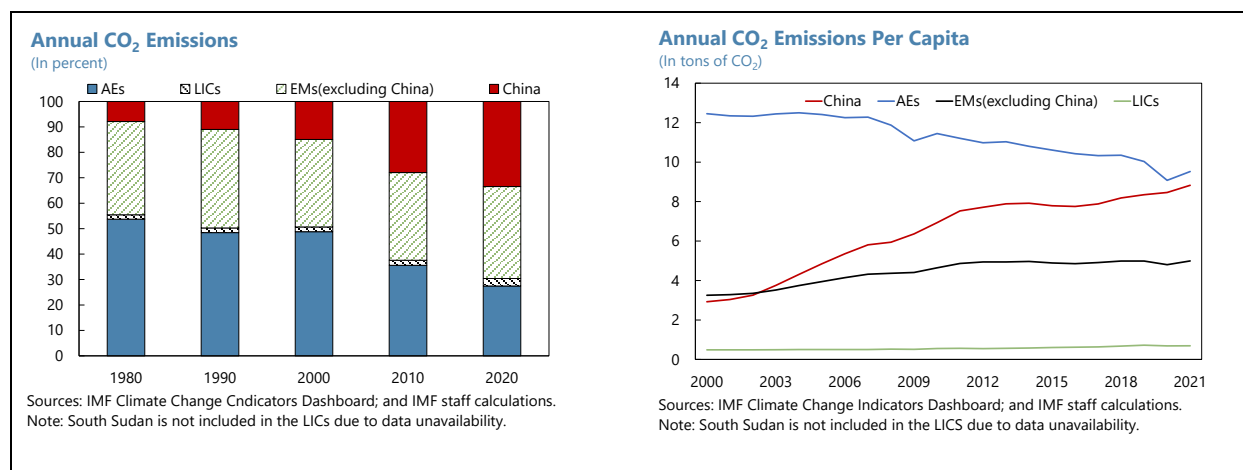 Annual CO₂ Emissions
(In percent)
AEs LICs EMs(excluding China) China
100
90
80
70
60
50
40
30
20
10
0
1980 1990 2000 2010 2020
Sources: IMF Climate Change Cndicators Dashboard; and IMF staff calculations.
Note: South Sudan is not included in the LICs due to data unavailability.
Annual CO₂ Emissions Per Capita
(In tons of CO₂)
14
12
10
8
6
4
2
0
China AEs EMs(excluding China) LICs
2000 2003 2006 2009 2012 2015 2018 2021
Sources: IMF Climate Change Indicators Dashboard; and IMF staff calculations.
Note: South Sudan is not included in the LICS due to data unavailability.